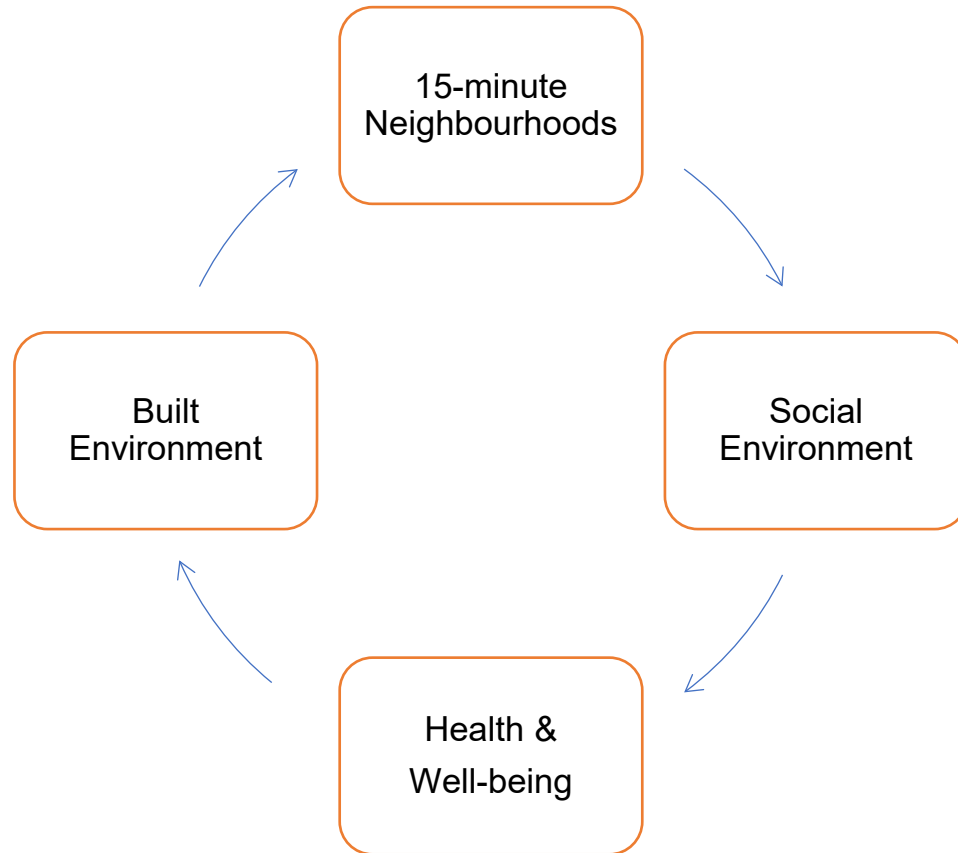 15-minute
Neighbourhoods
Built
Environment
Social
Environment
Health &
Well-being